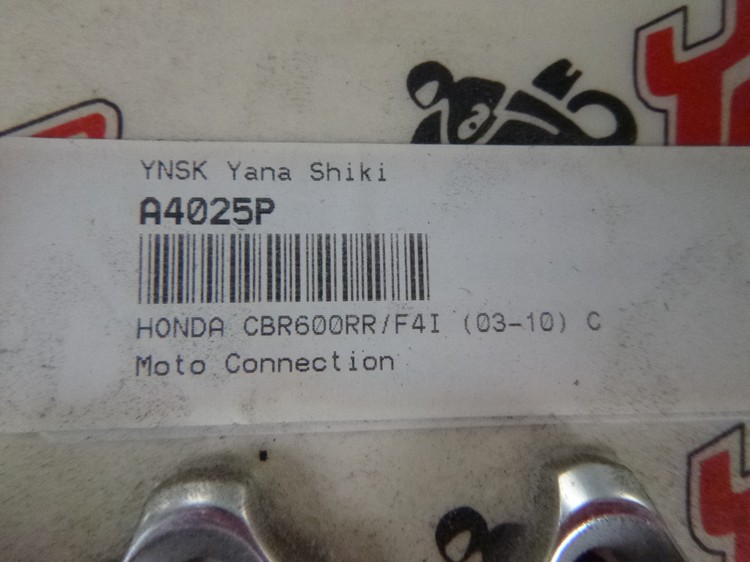 YNSK Yana Shiki
A4025P
HONDA CBR600RR/F4I (03-10) C
Moto Connection